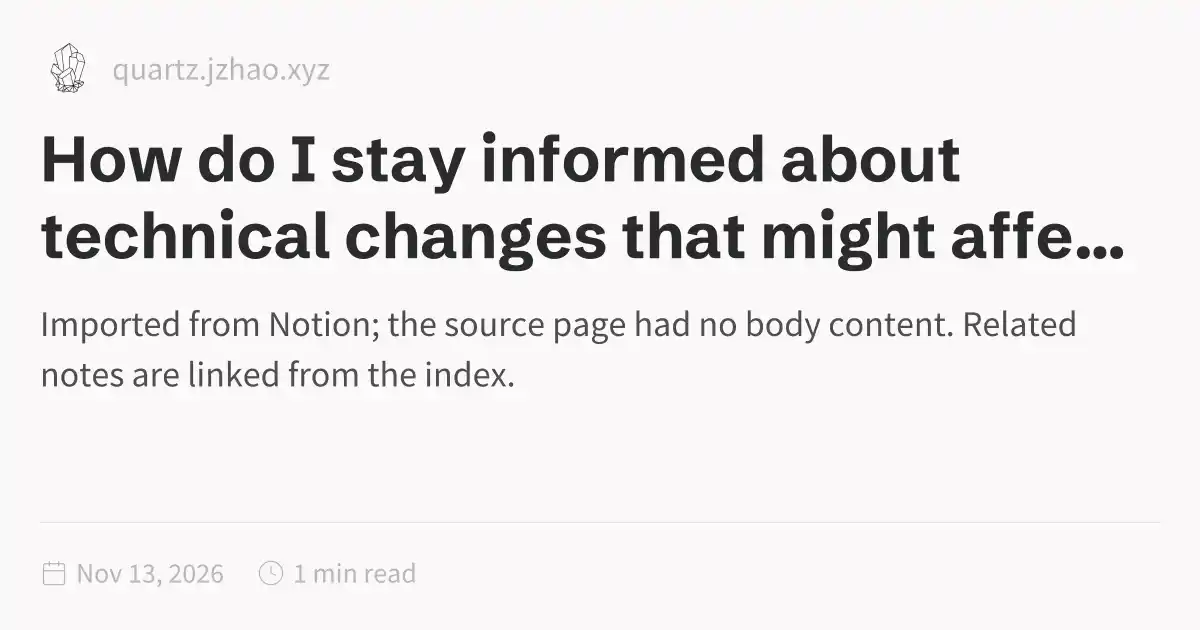 quartz.jzhao.xyz
How do I stay informed about
technical changes that might affe...
Imported from Notion; the source page had no body content. Related
notes are linked from the index.
Nov 13, 2026 1 min read